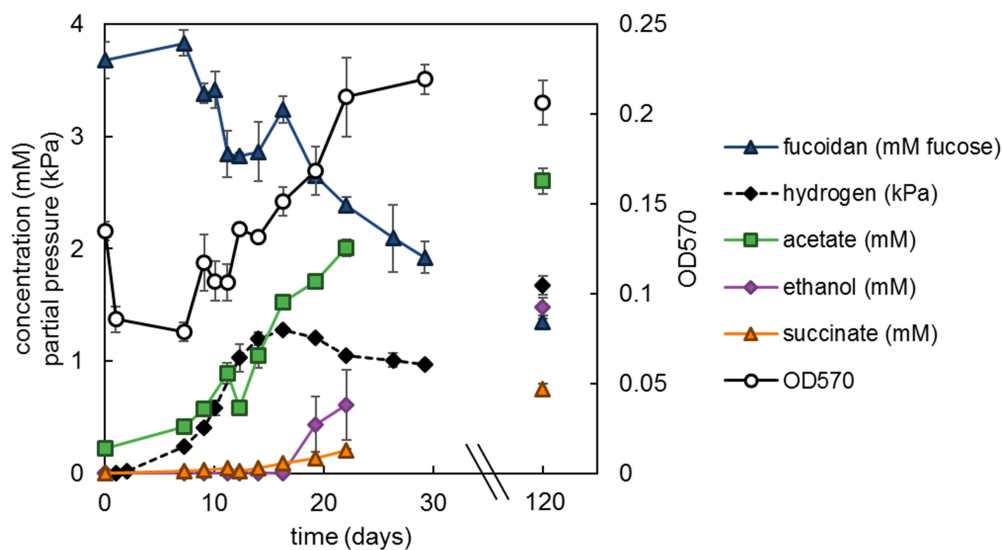 concentration (mM)
partial pressure (kPa)
4
3
2
1
0
0
10
20
30
120
time (days)
0.25
0.2
0.15
0.1
0.05
0
OD570
fucoidan (mM fucose)
hydrogen (kPa)
acetate (mM)
ethanol (mM)
succinate (mM)
OD570